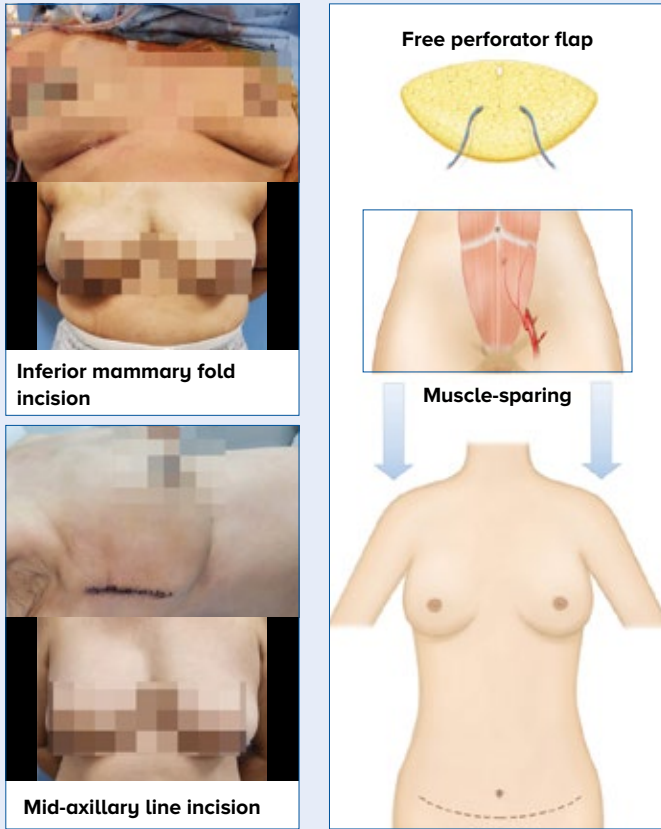 Inferior mammary fold
incision
Mid-axillary line incision
Free perforator flap
Muscle-sparing